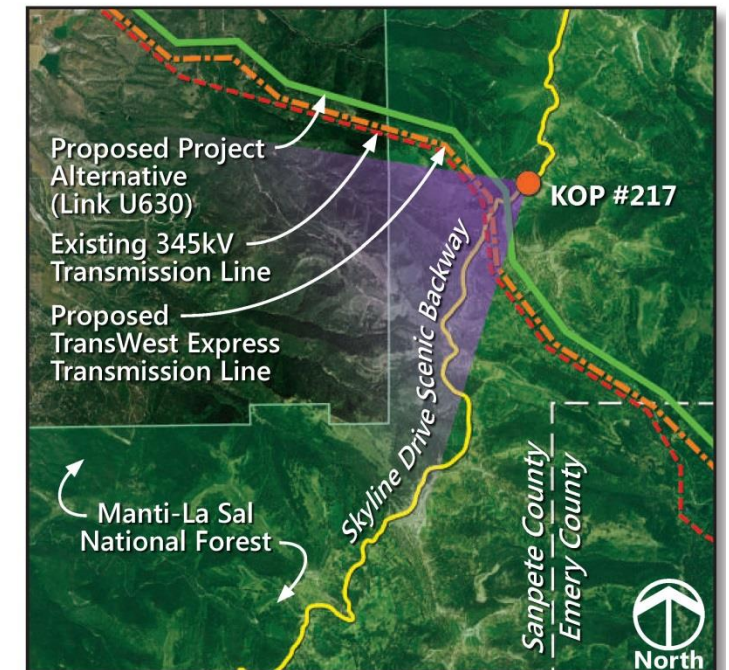 Proposed Project
Alternative
(Link U630)
KOP #217
Existing 345kV
Transmission Line
Proposed
TransWest Express
Transmission Line
Skyline Drive Scenic Backway
Manti-La Sal
National Forest
Sanpete County
Emery County
North